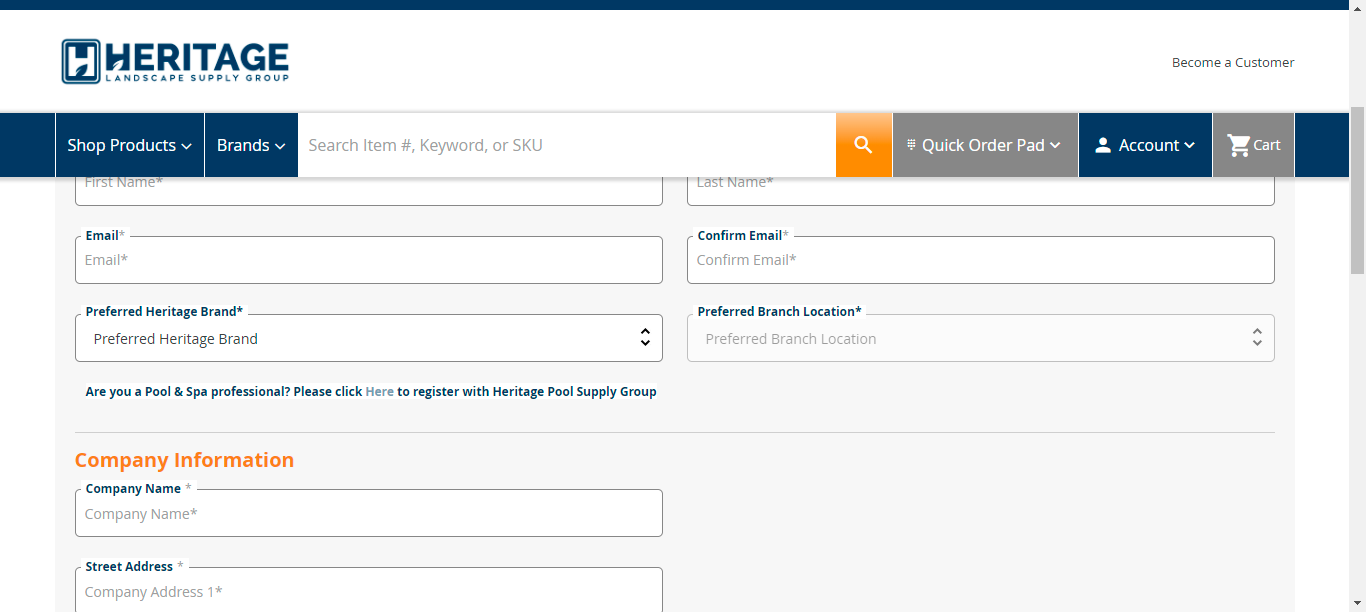 HERITAGE
LANDSCAPE SUPPLY GROUP
Become a Customer
Shop Products
Brands
Search Item #, Keyword, or SKU
Quick Order Pad
Account
Cart
First Name*
Last Name*
Email*
Email*
Confirm Email*
Confirm Email*
Preferred Heritage Brand*
Preferred Heritage Brand
Preferred Branch Location*
Preferred Branch Location
Are you a Pool & Spa professional? Please click Here to register with Heritage Pool Supply Group
Company Information
Company Name *
Company Name*
Street Address *
Company Address 1*